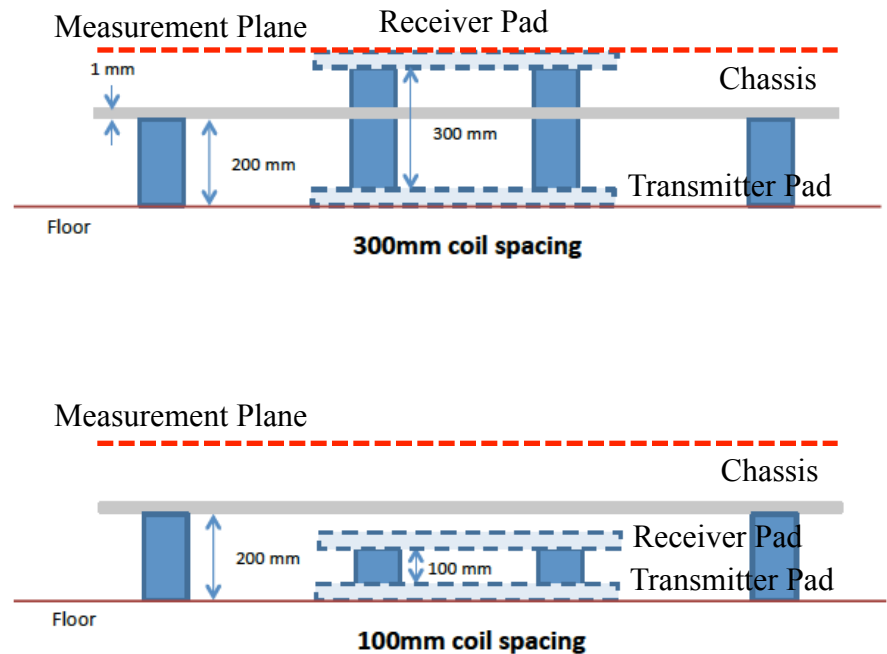 Measurement Plane
Receiver Pad
1 mm
Chassis
300 mm
200 mm
Transmitter Pad
Floor
300mm coil spacing
Measurement Plane
Chassis
200 mm
Receiver Pad
100 mm
Transmitter Pad
Floor
100mm coil spacing